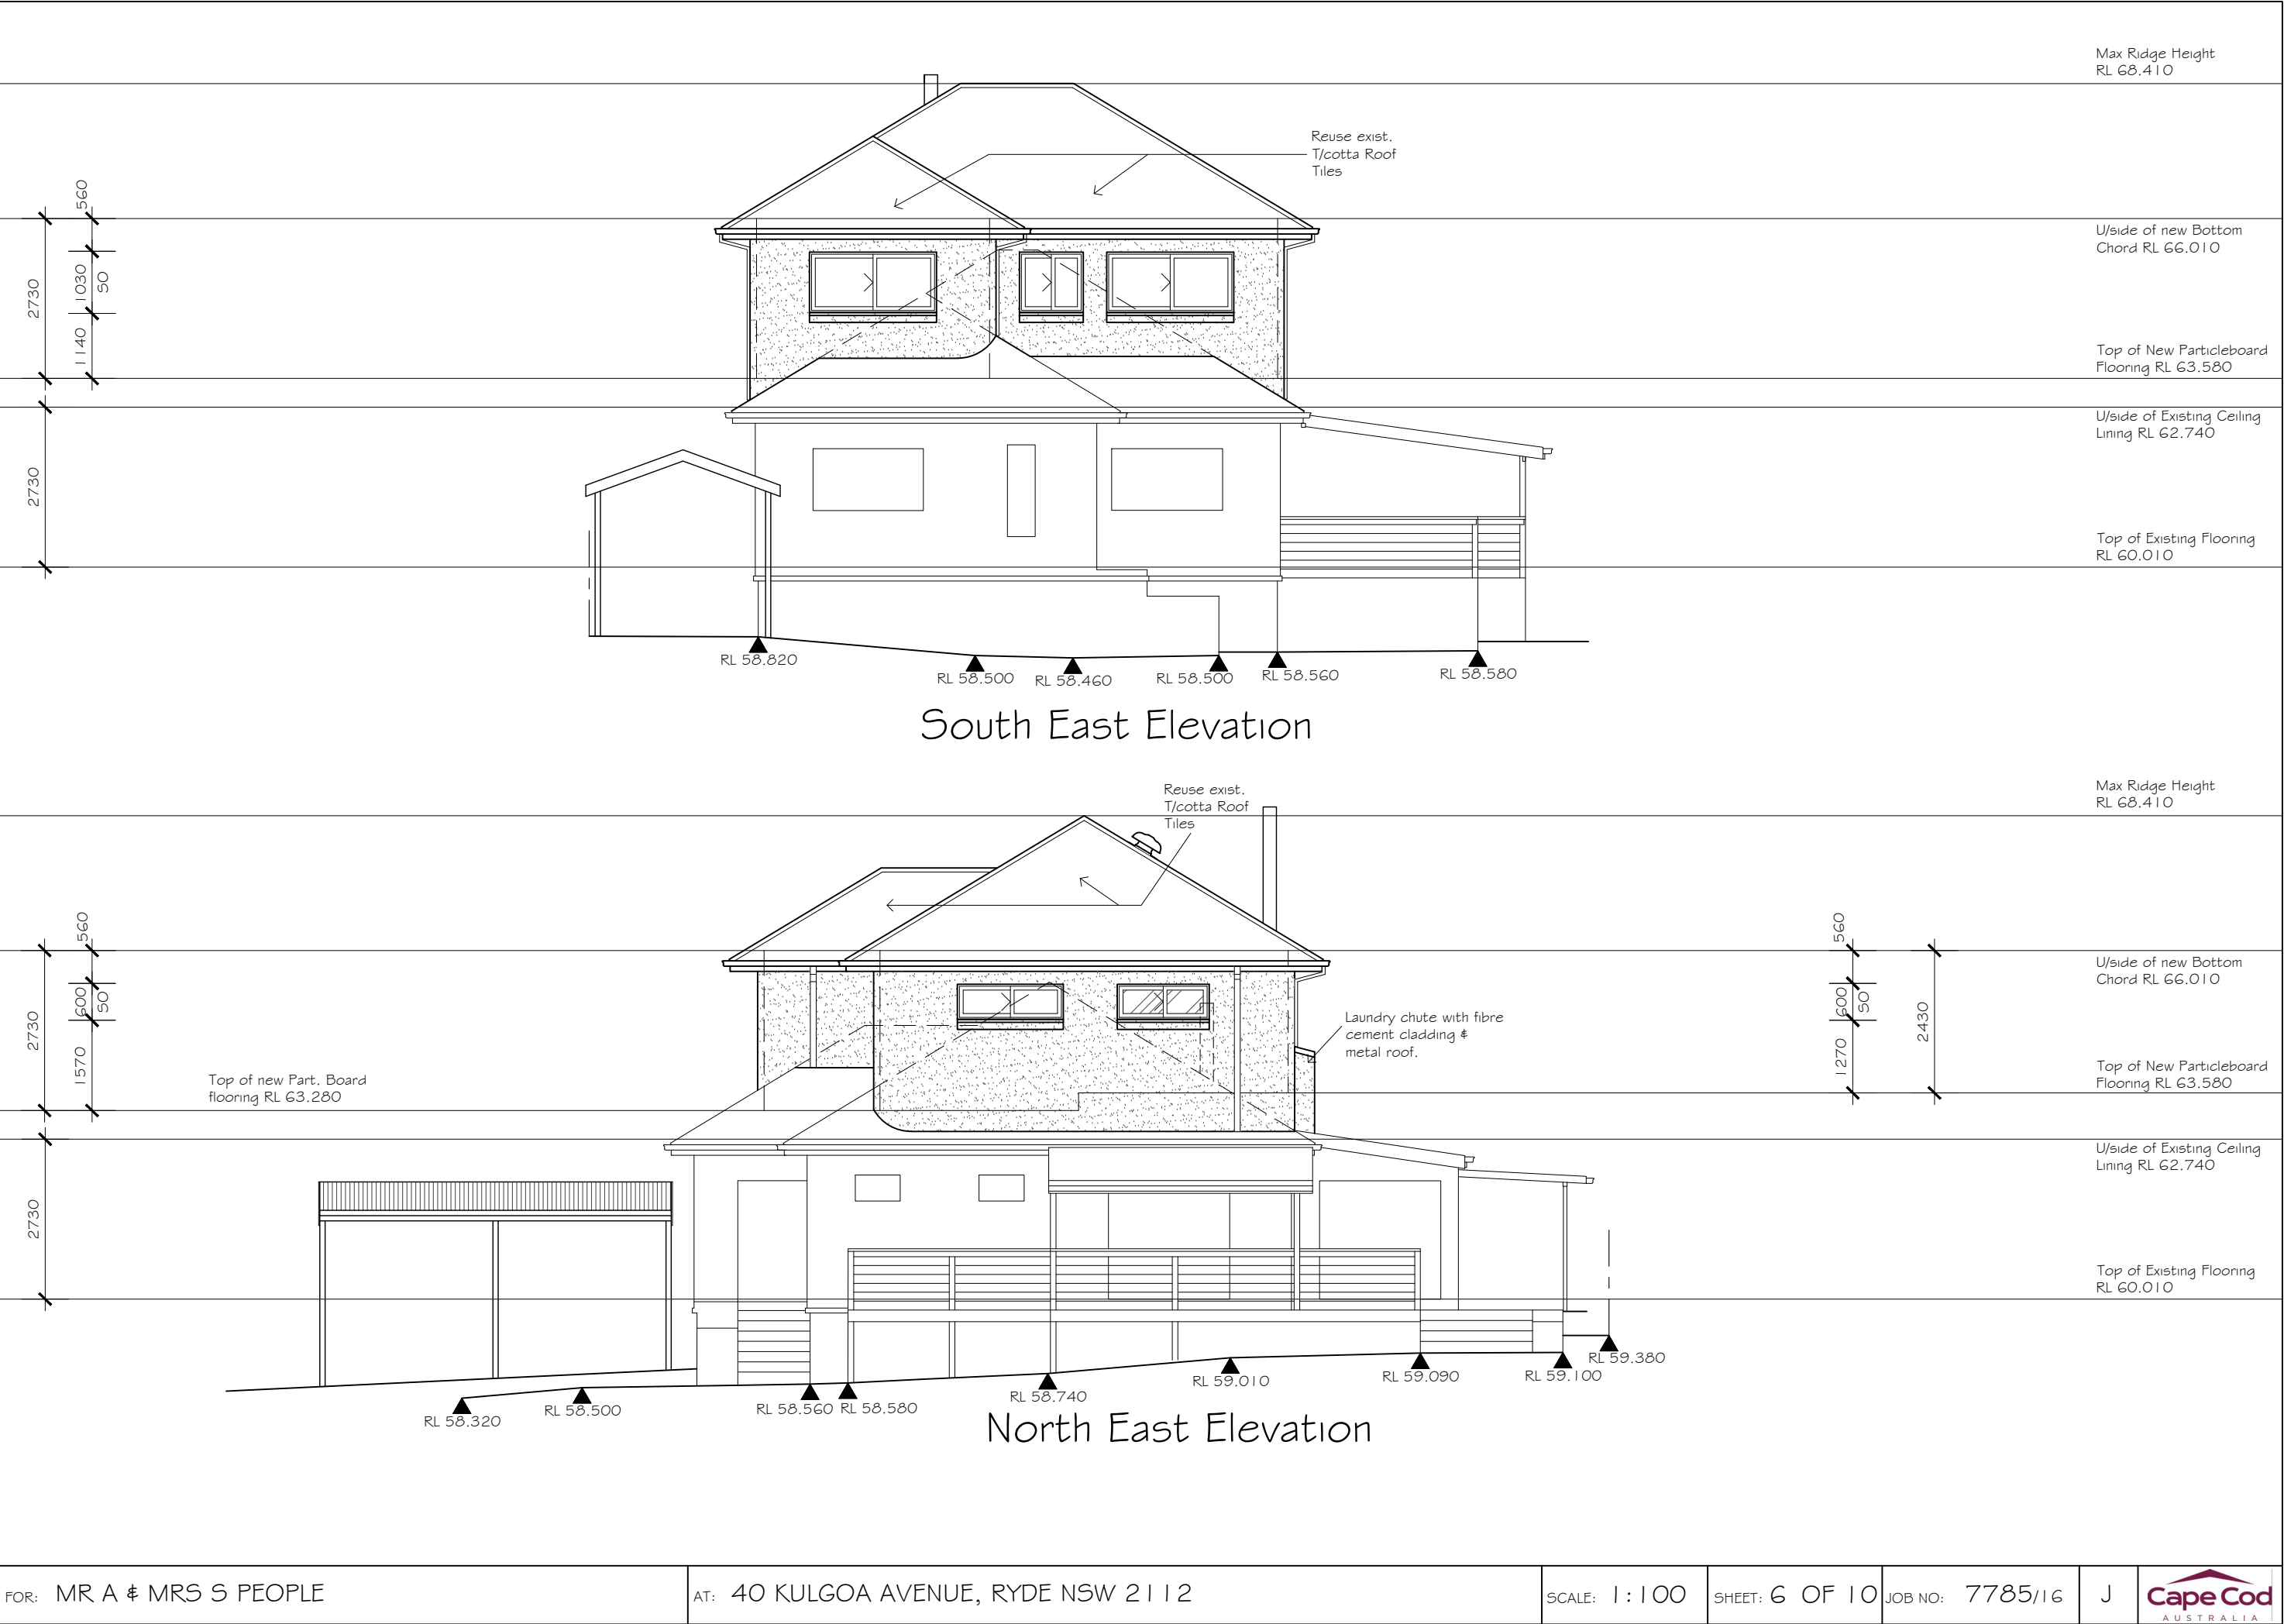 Max Ridge Height
RL 68.410
Reuse exist.
T/cotta Roof
Tiles
560
2730
1030
50
1140
U/side of new Bottom
Chord RL 66.010
Top of New Particleboard
Flooring RL 63.580
U/side of Existing Ceiling
Lining RL 62.740
2730
Top of Existing Flooring
RL 60.010
RL 58.820
RL 58.500
RL 58.460
RL 58.500
RL 58.560
RL 58.580
South East Elevation
Max Ridge Height
RL 68.410
Reuse exist.
T/cotta Roof
Tiles
560
2730
600
50
1570
560
600
50
1270
2430
U/side of new Bottom
Chord RL 66.010
Laundry chute with fibre
cement cladding &
metal roof.
Top of new Part. Board
flooring RL 63.280
Top of New Particleboard
Flooring RL 63.580
U/side of Existing Ceiling
Lining RL 62.740
2730
Top of Existing Flooring
RL 60.010
RL 58.320
RL 58.500
RL 58.560
RL 58.580
RL 58.740
RL 59.010
RL 59.090
RL 59.100
RL 59.380
North East Elevation
FOR: MR A & MRS S PEOPLE
AT: 40 KULGOA AVENUE, RYDE NSW 2112
SCALE: 1:100
SHEET: 6 OF 10
JOB NO: 7785/16
J
Cape Cod
AUSTRALIA